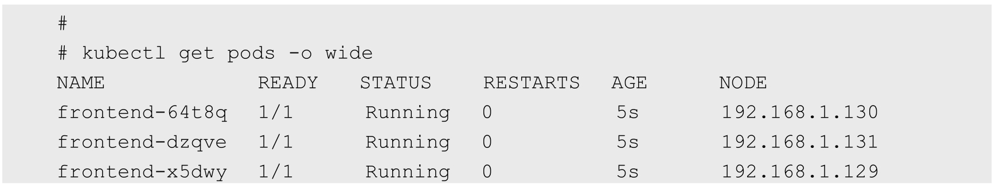 #
# kubectl get pods -o wide
NAME READY STATUS RESTARTS AGE NODE
frontend-64t8q 1/1 Running 0 5s 192.168.1.130
frontend-dzqve 1/1 Running 0 5s 192.168.1.131
frontend-x5dwy 1/1 Running 0 5s 192.168.1.129